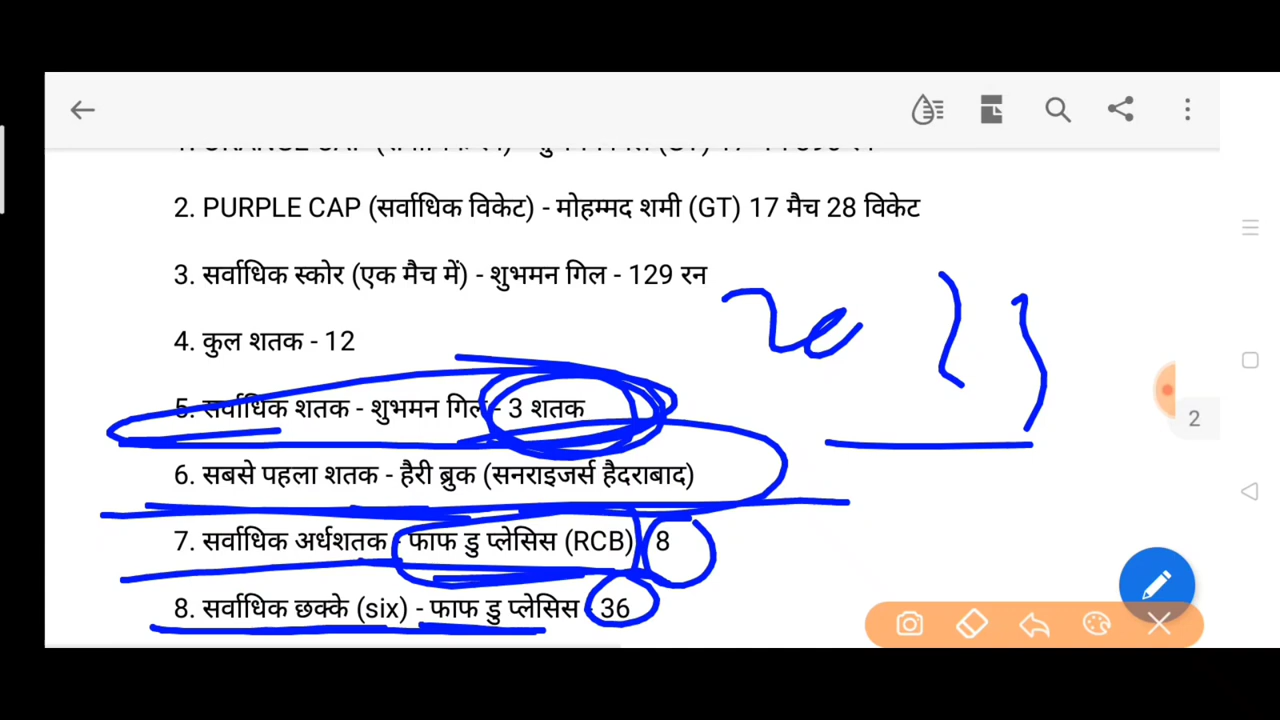 2. PURPLE CAP (सर्वाधिक विकेट) - मोहम्मद शमी (GT) 17 मैच 28 विकेट
3. सर्वाधिक स्कोर (एक मैच में) - शुभमन गिल - 129 रन
4. कुल शतक - 12
5. सर्वाधिक शतक - शुभमन गिल - 3 शतक
2
6. सबसे पहला शतक - हैरी ब्रुक (सनराइजर्स हैदराबाद)
7. सर्वाधिक अर्धशतक - फाफ डु प्लेसिस (RCB) 8
8. सर्वाधिक छक्के (six) - फाफ डु प्लेसिस - 36